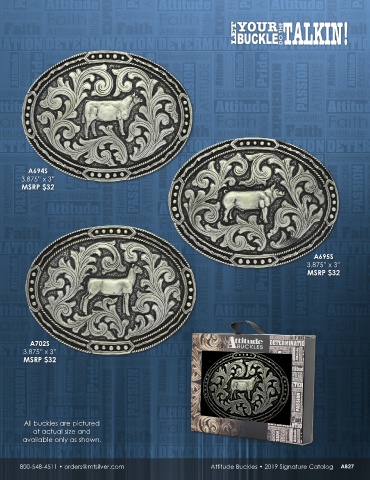 LET YOUR
BUCKLE DO THE TALKIN!
A694S
3.875" x 3"
MSRP $32
A695S
3.875" x 3"
MSRP $32
A702S
3.875" x 3"
MSRP $32
Attitude
BUCKLES
DETERMINATIO
All buckles are pictured
at actual size and
available only as shown.
800-548-4511 • orders@mtsilver.com
Attitude Buckles • 2019 Signature Catalog AB27